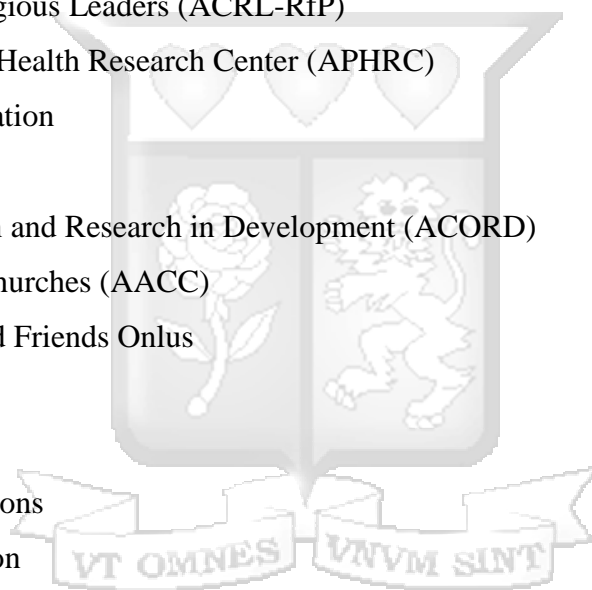 gious Leaders (ACRL-RfP)
Health Research Center (APHRC)
ation
and Research in Development (ACORD)
hurches (AACC)
d Friends Onlus
ons
on
VT OMNES VNVM SINT